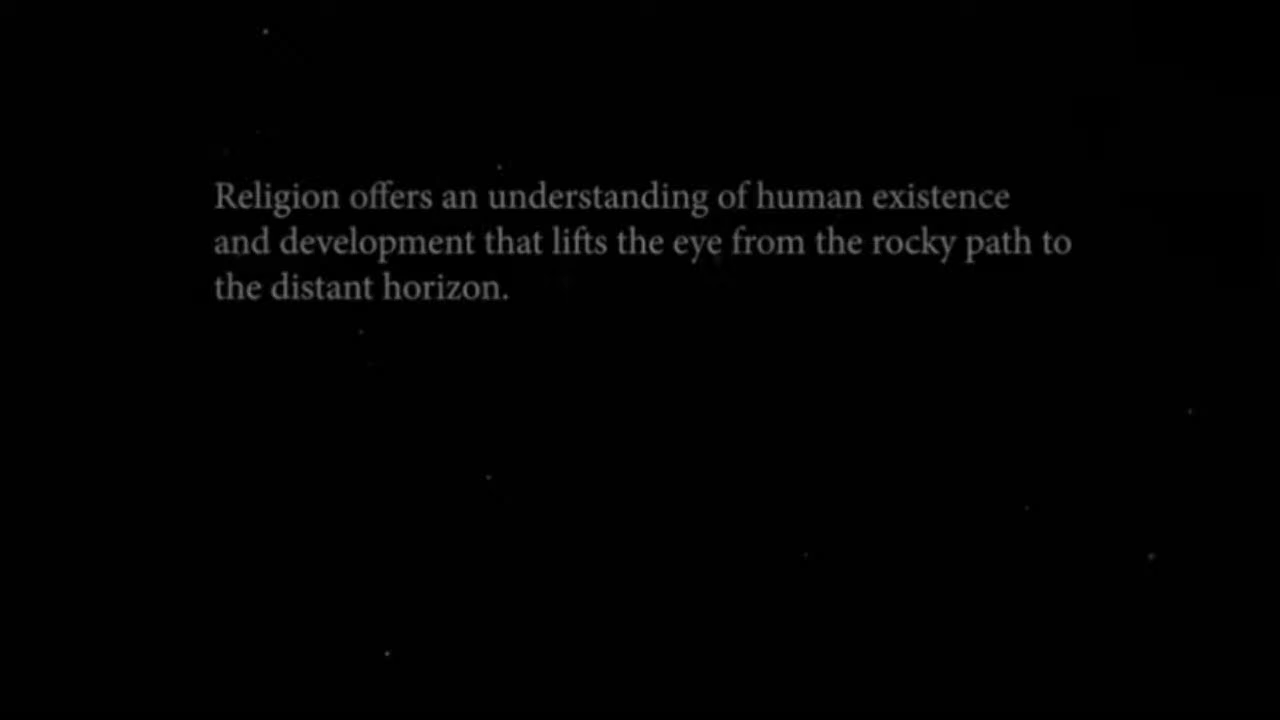 Religion offers an understanding of human existence
and development that lifts the eye from the rocky path to
the distant horizon.